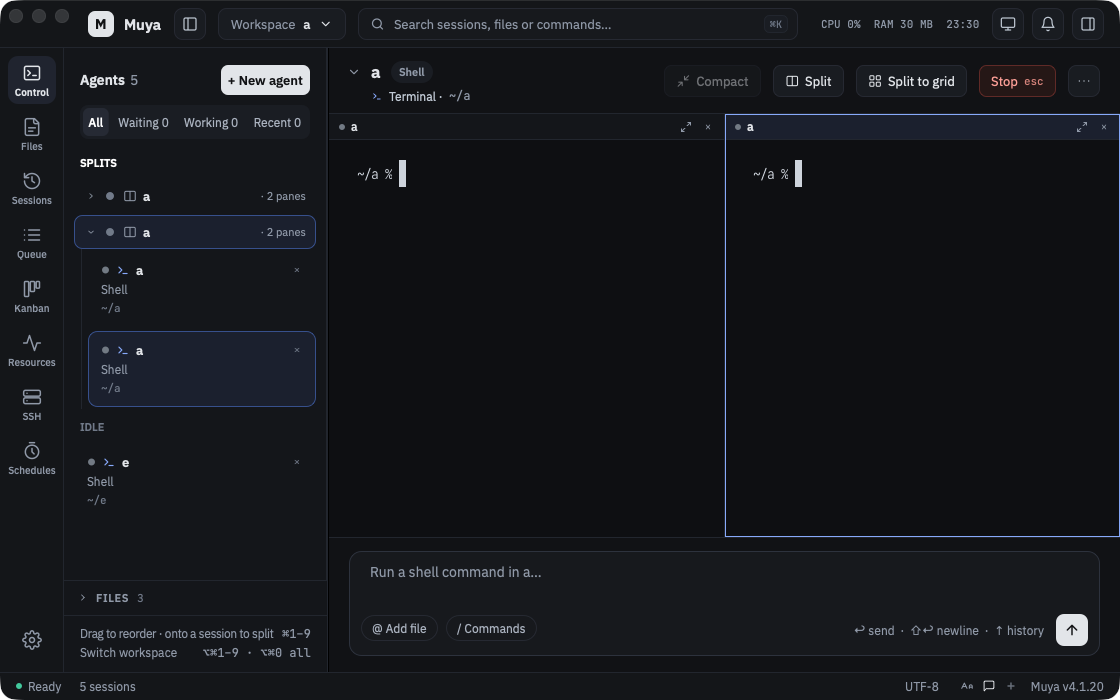 M Muya Workspace a Search sessions, files or commands... ⌘K CPU 0% RAM 30 MB 23:30
Control
Files
Sessions
Queue
Kanban
Resources
SSH
Schedules
Agents 5 + New agent
All Waiting 0 Working 0 Recent 0
SPLITS
a · 2 panes
a · 2 panes
a ×
Shell
~/a
a ×
Shell
~/a
IDLE
e ×
Shell
~/e
FILES 3
Drag to reorder · onto a session to split ⌘1–9
Switch workspace ⌥⌘1–9 · ⌥⌘0 all
a Shell
Terminal · ~/a
Compact Split Split to grid Stop esc ···
a ×
~/a %
a ×
~/a %
Run a shell command in a...
@ Add file / Commands
↩ send · ⇧↩ newline · ↑ history
Ready 5 sessions UTF-8 Aa + Muya v4.1.20